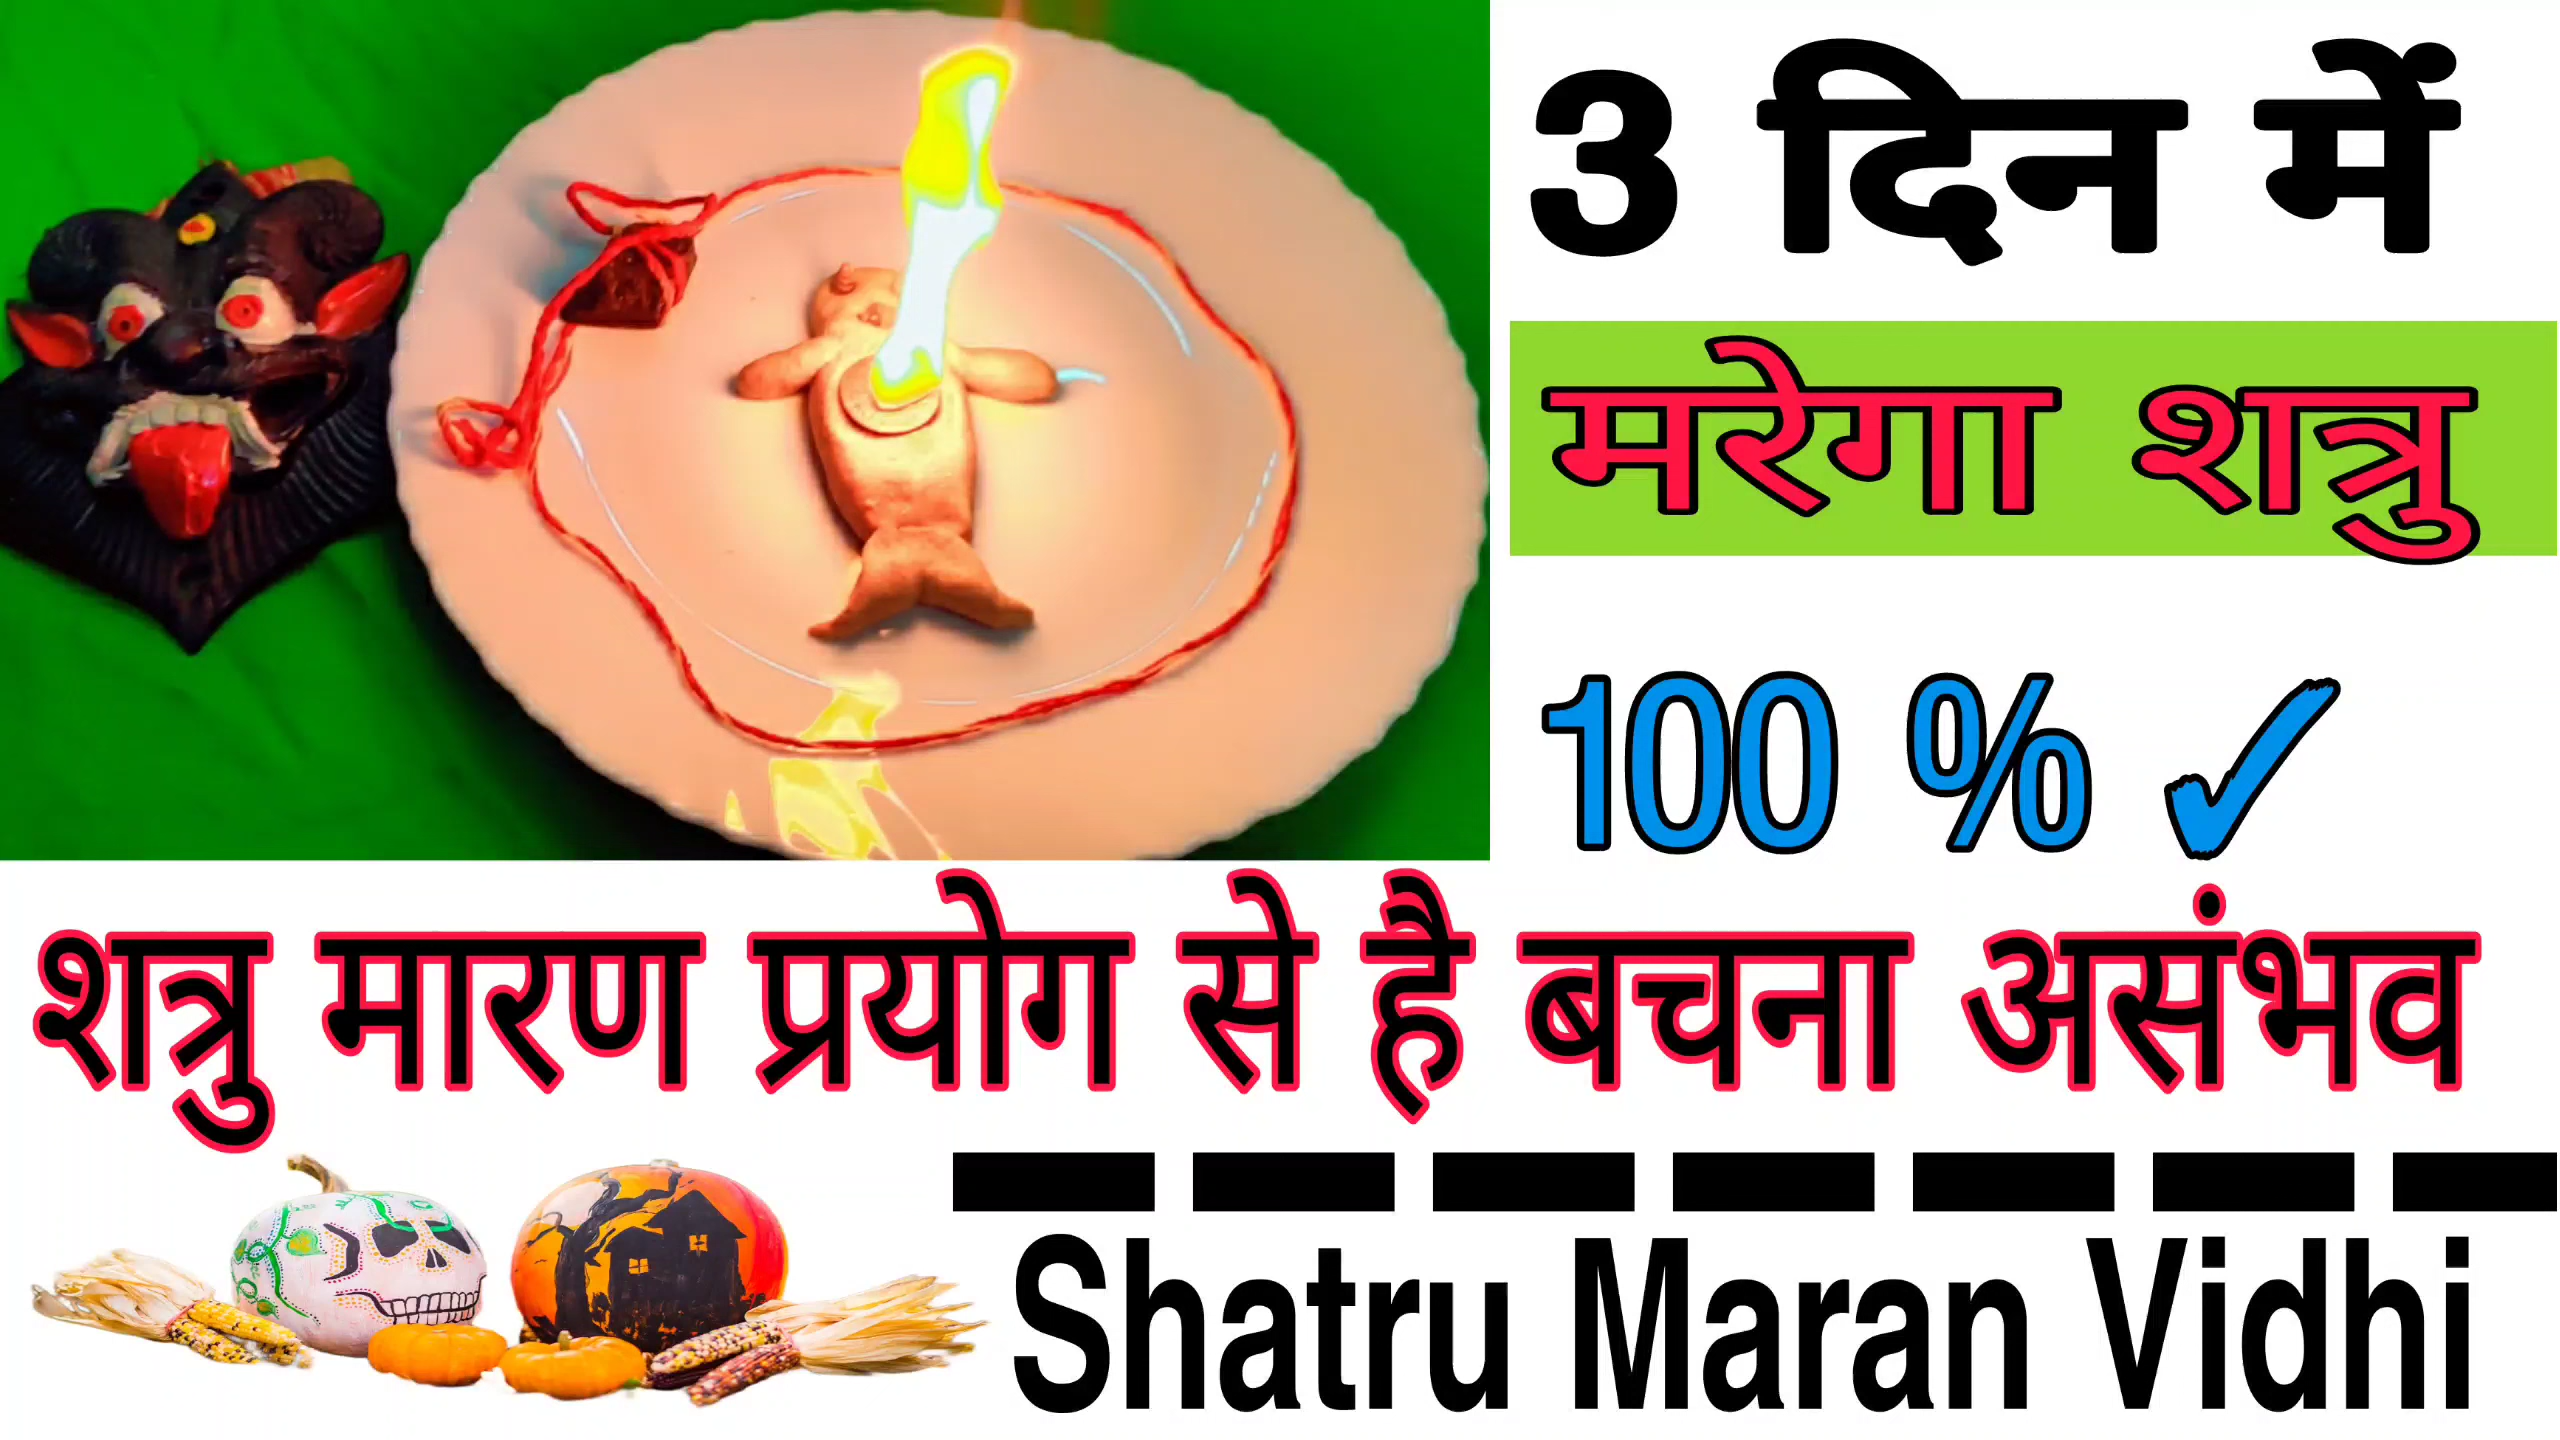 3 दिन में
मरेगा शत्रु
100 % ✓
शत्रु मारण प्रयोग से है बचना असंभव
Shatru Maran Vidhi